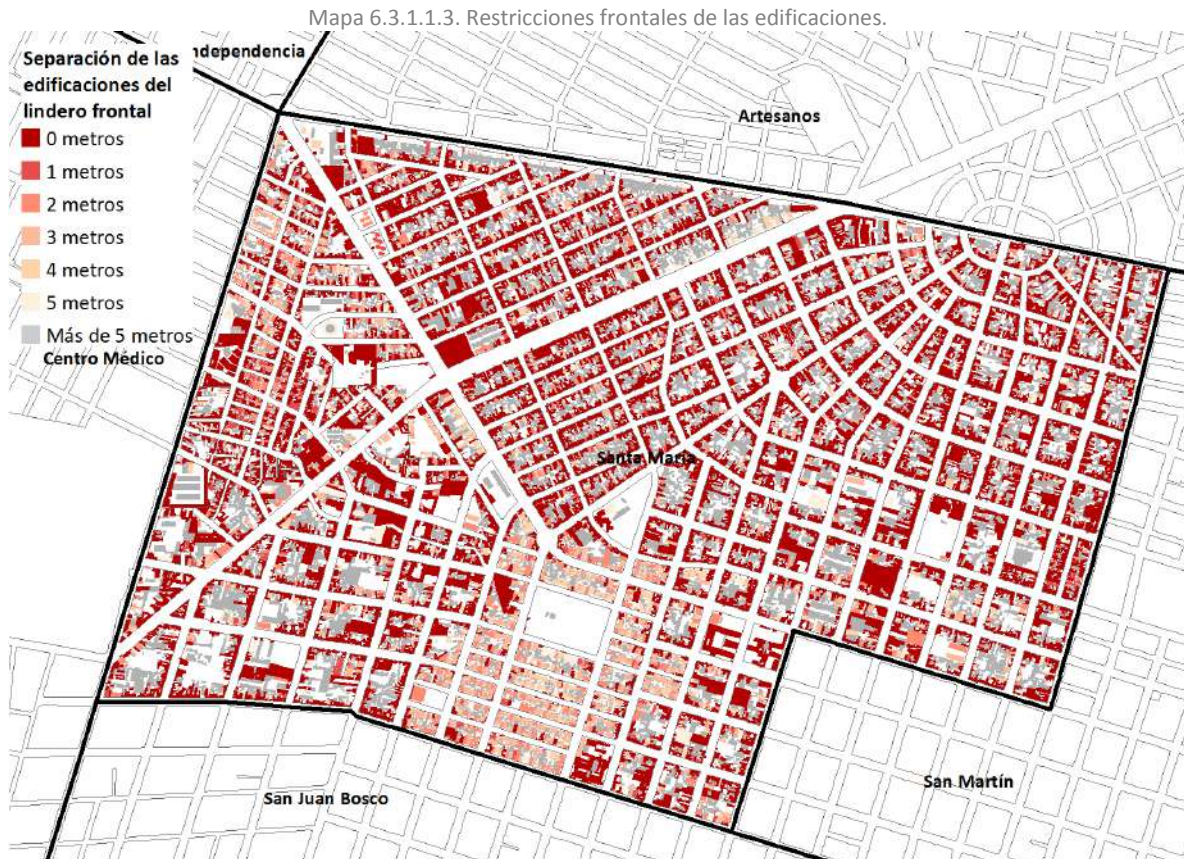 Mapa 6.3.1.1.3. Restricciones frontales de las edificaciones.
Separación de las
edificaciones del
lindero frontal
0 metros
1 metros
2 metros
3 metros
4 metros
5 metros
Más de 5 metros
Centro Médico
ndependencia
Artesanos
Santa María
San Martín
San Juan Bosco